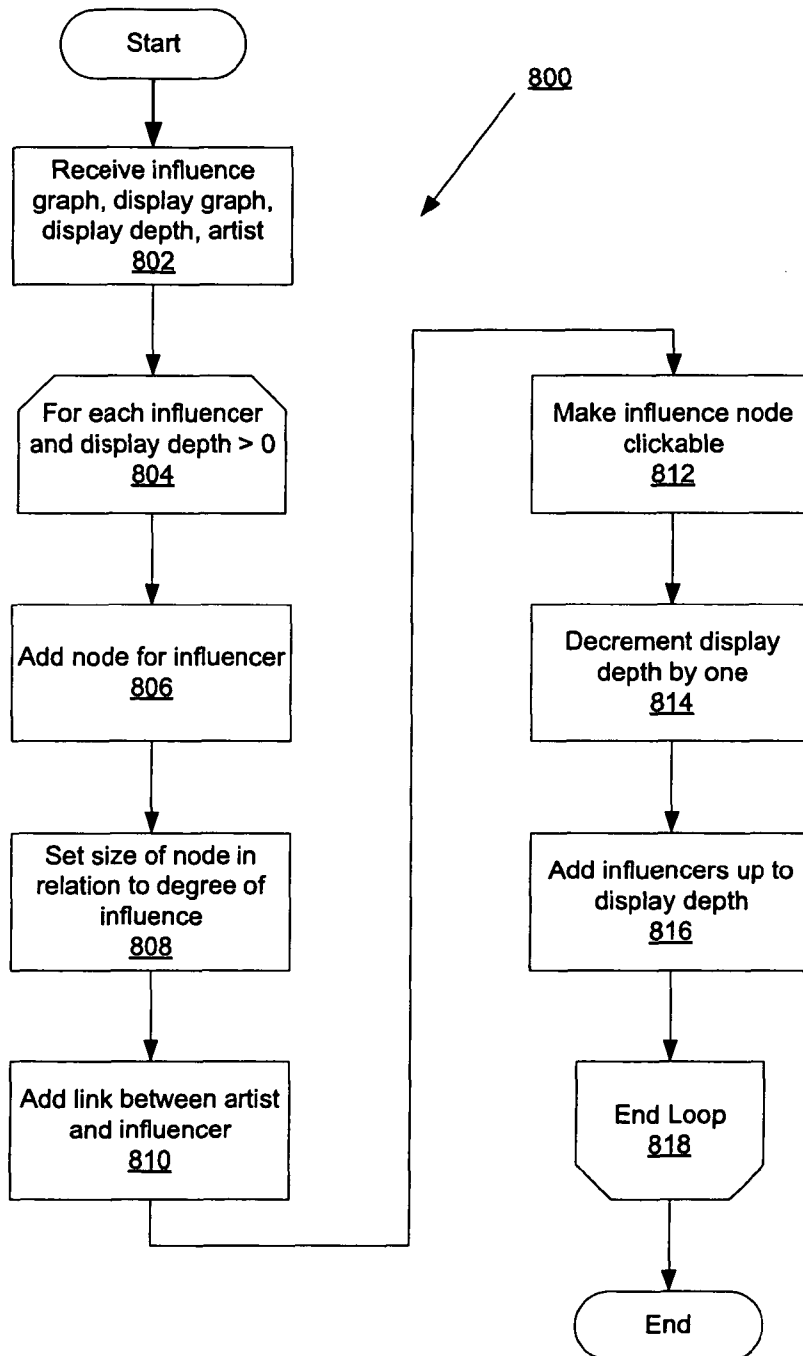 Start
800
Receive influence
graph, display graph,
display depth, artist
802
For each influencer
and display depth > 0
804
Add node for influencer
806
Set size of node in
relation to degree of
influence
808
Add link between artist
and influencer
810
Make influence node
clickable
812
Decrement display
depth by one
814
Add influencers up to
display depth
816
End Loop
818
End